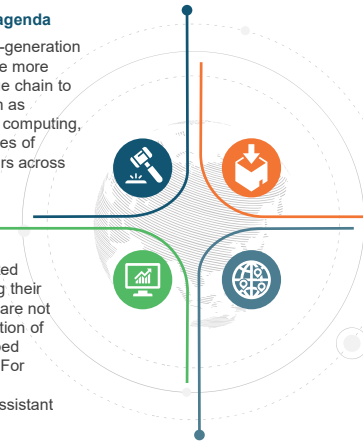 agenda
-generation
e more
e chain to
as
computing,
es of
rs across
ed
g their
are not
tion of
ped
For
ssistant